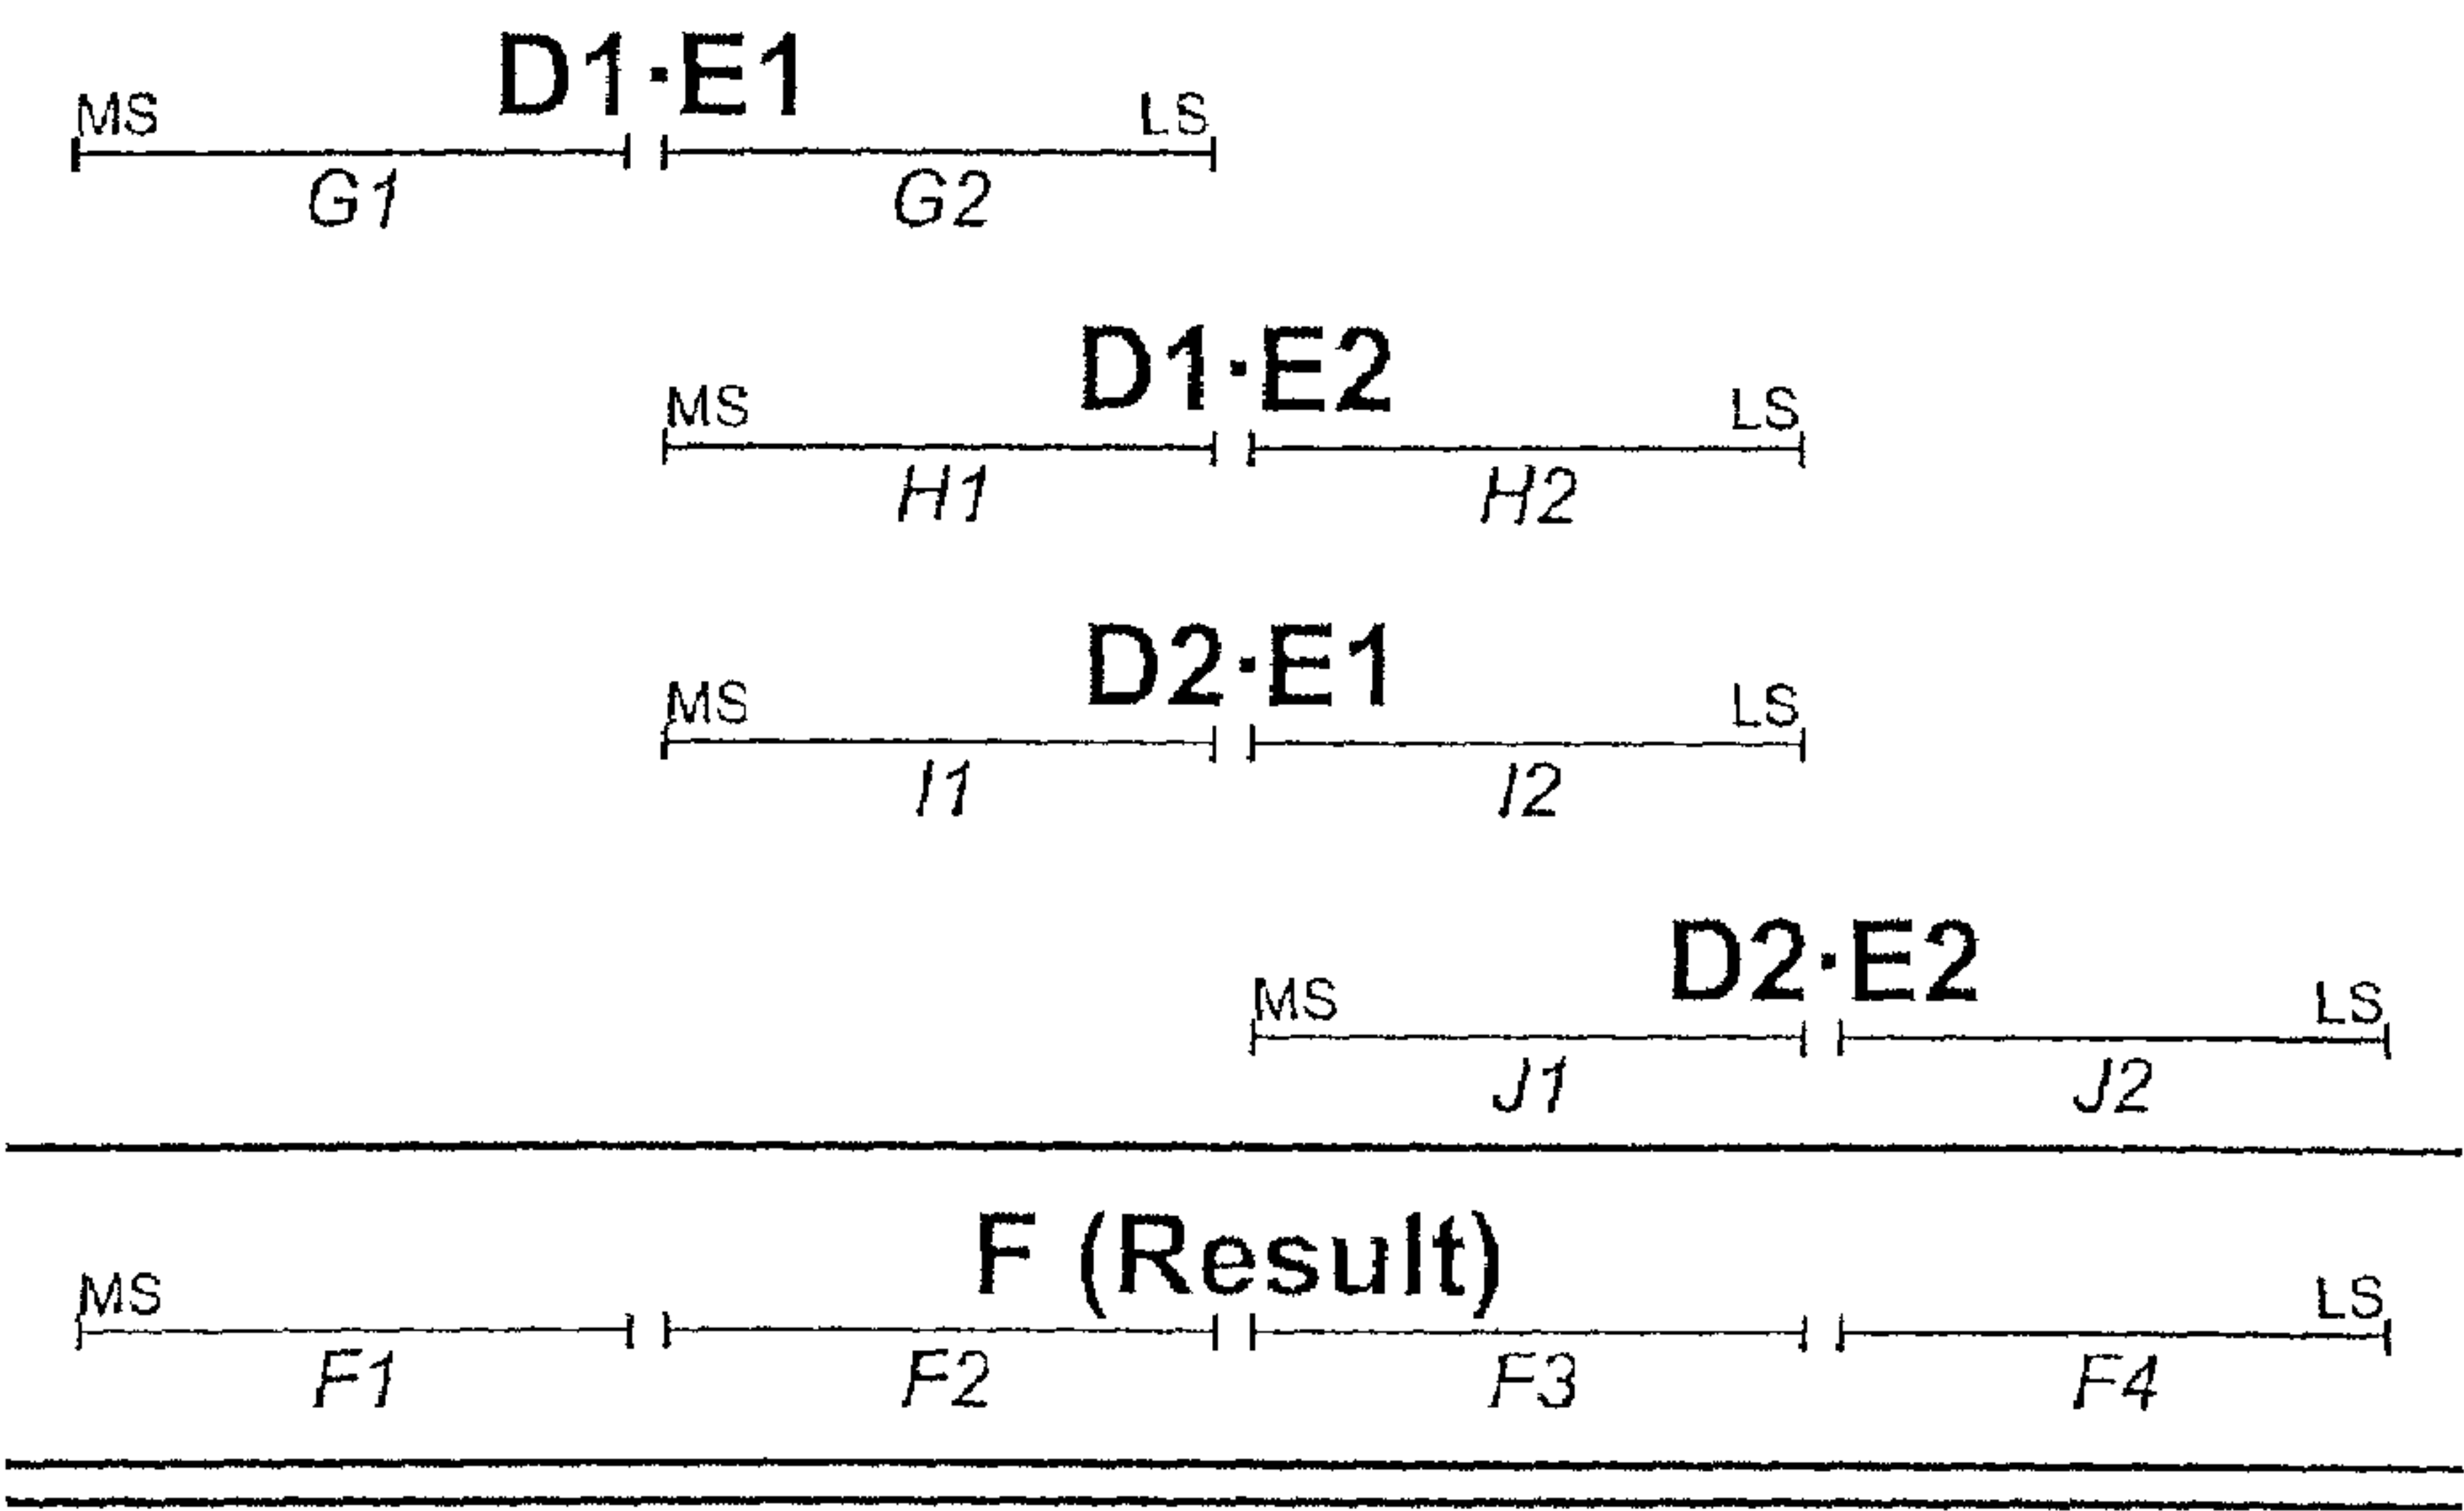 D1·E1
MS LS
G1 G2
D1·E2
MS LS
H1 H2
D2·E1
MS LS
I1 I2
D2·E2
MS LS
J1 J2
F (Result)
MS LS
F1 F2 F3 F4